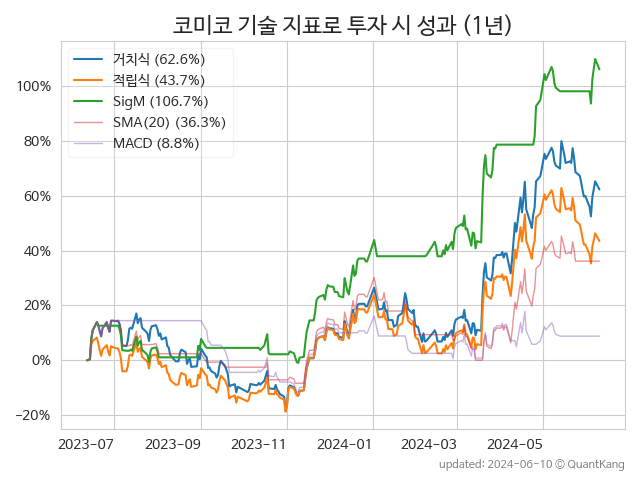 코미코 기술 지표로 투자 시 성과 (1년)
거치식 (62.6%)
적립식 (43.7%)
SigM (106.7%)
SMA(20) (36.3%)
MACD (8.8%)
100%
80%
60%
40%
20%
0%
−20%
2023-07
2023-09
2023-11
2024-01
2024-03
2024-05
updated: 2024-06-10 © QuantKang